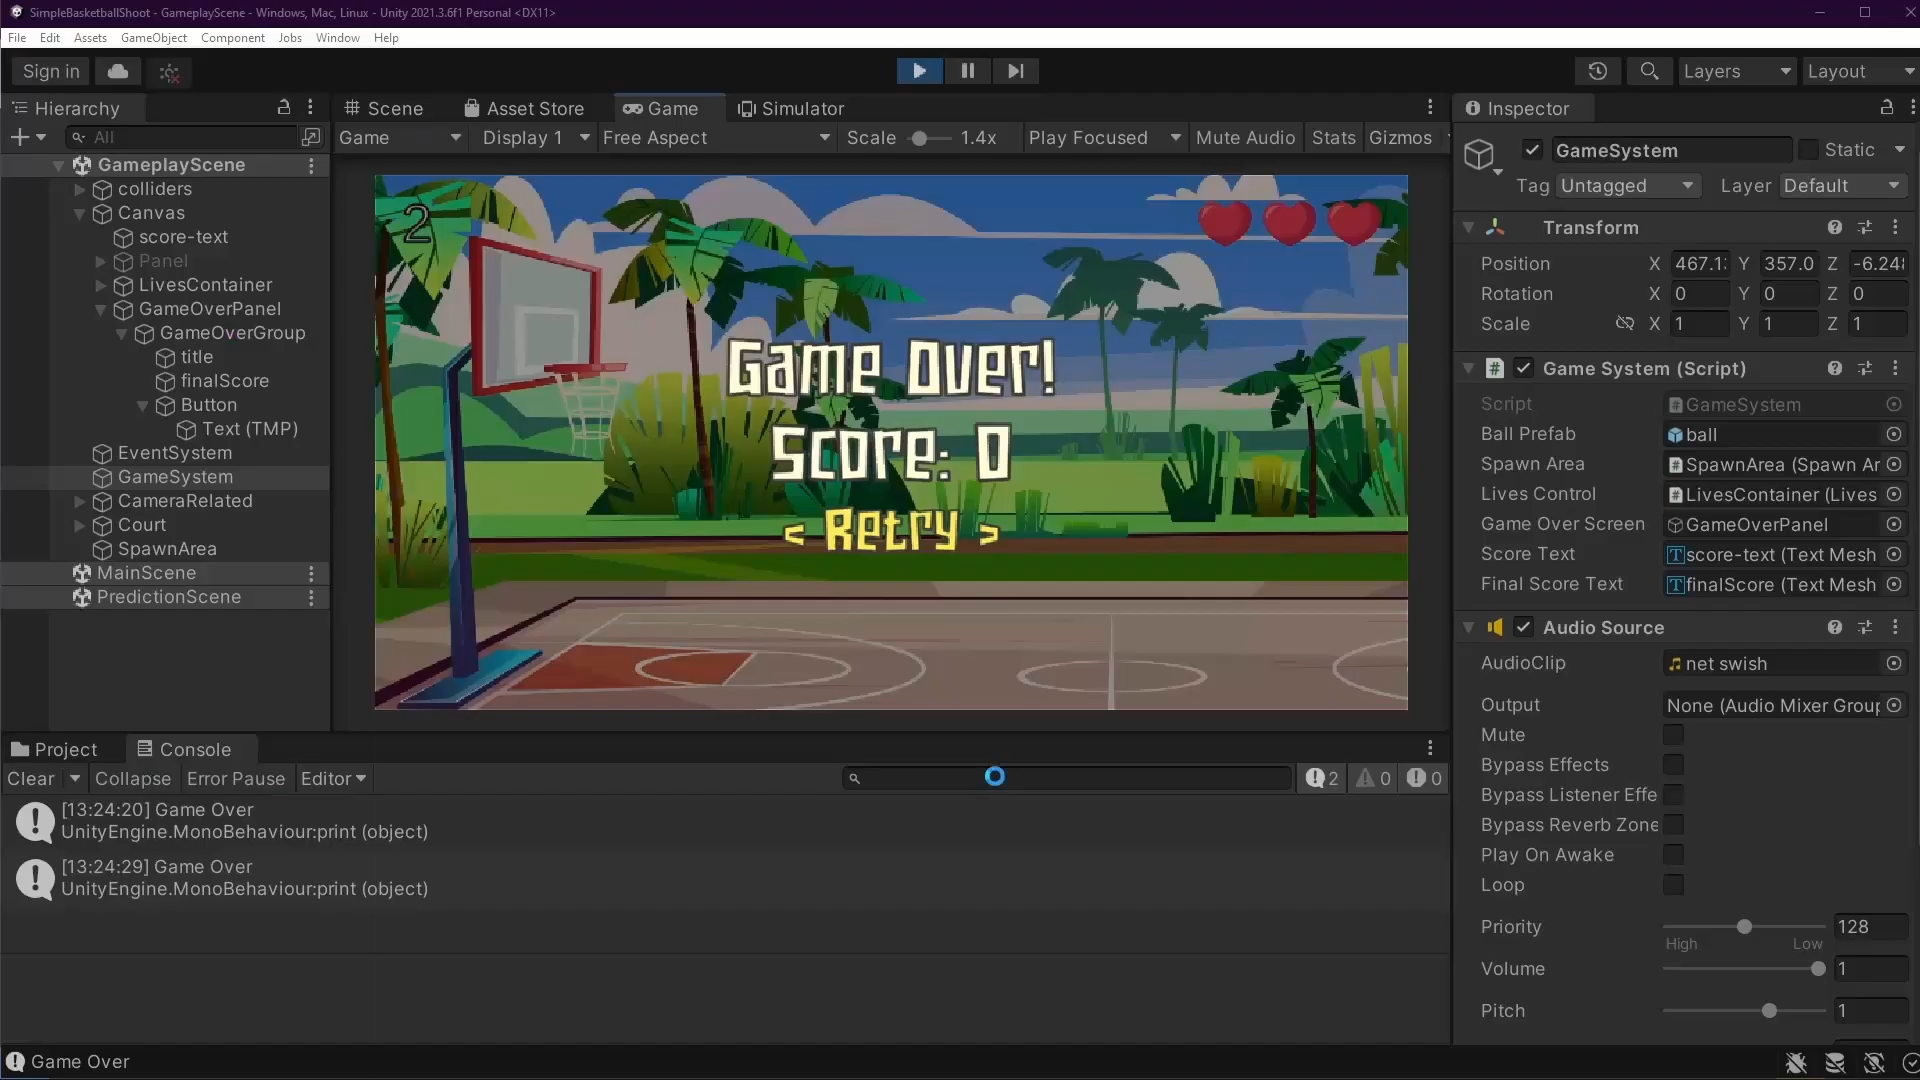 SimpleBasketballShoot - GameplayScene - Windows, Mac, Linux - Unity 2021.3.6f1 Personal <DX11>
File Edit Assets GameObject Component Jobs Window Help
Sign in Layers Layout
Hierarchy
All
GameplayScene
colliders
Canvas
score-text
Panel
LivesContainer
GameOverPanel
GameOverGroup
title
finalScore
Button
Text (TMP)
EventSystem
GameSystem
CameraRelated
Court
SpawnArea
MainScene
PredictionScene
Scene Asset Store Game Simulator
Game Display 1 Free Aspect Scale 1.4x Play Focused Mute Audio Stats Gizmos
2
Game Over!
Score: 0
< Retry >
Project Console
Clear Collapse Error Pause Editor 2 0 0
[13:24:20] Game Over
UnityEngine.MonoBehaviour:print (object)
[13:24:29] Game Over
UnityEngine.MonoBehaviour:print (object)
Game Over
Inspector
GameSystem Static
Tag Untagged Layer Default
Transform
Position X 467.1 Y 357.0 Z -6.24
Rotation X 0 Y 0 Z 0
Scale X 1 Y 1 Z 1
Game System (Script)
Script GameSystem
Ball Prefab ball
Spawn Area SpawnArea (Spawn Ar
Lives Control LivesContainer (Lives
Game Over Screen GameOverPanel
Score Text score-text (Text Mesh
Final Score Text finalScore (Text Mesh
Audio Source
AudioClip net swish
Output None (Audio Mixer Group
Mute
Bypass Effects
Bypass Listener Effe
Bypass Reverb Zone
Play On Awake
Loop
Priority 128
High Low
Volume 1
Pitch 1